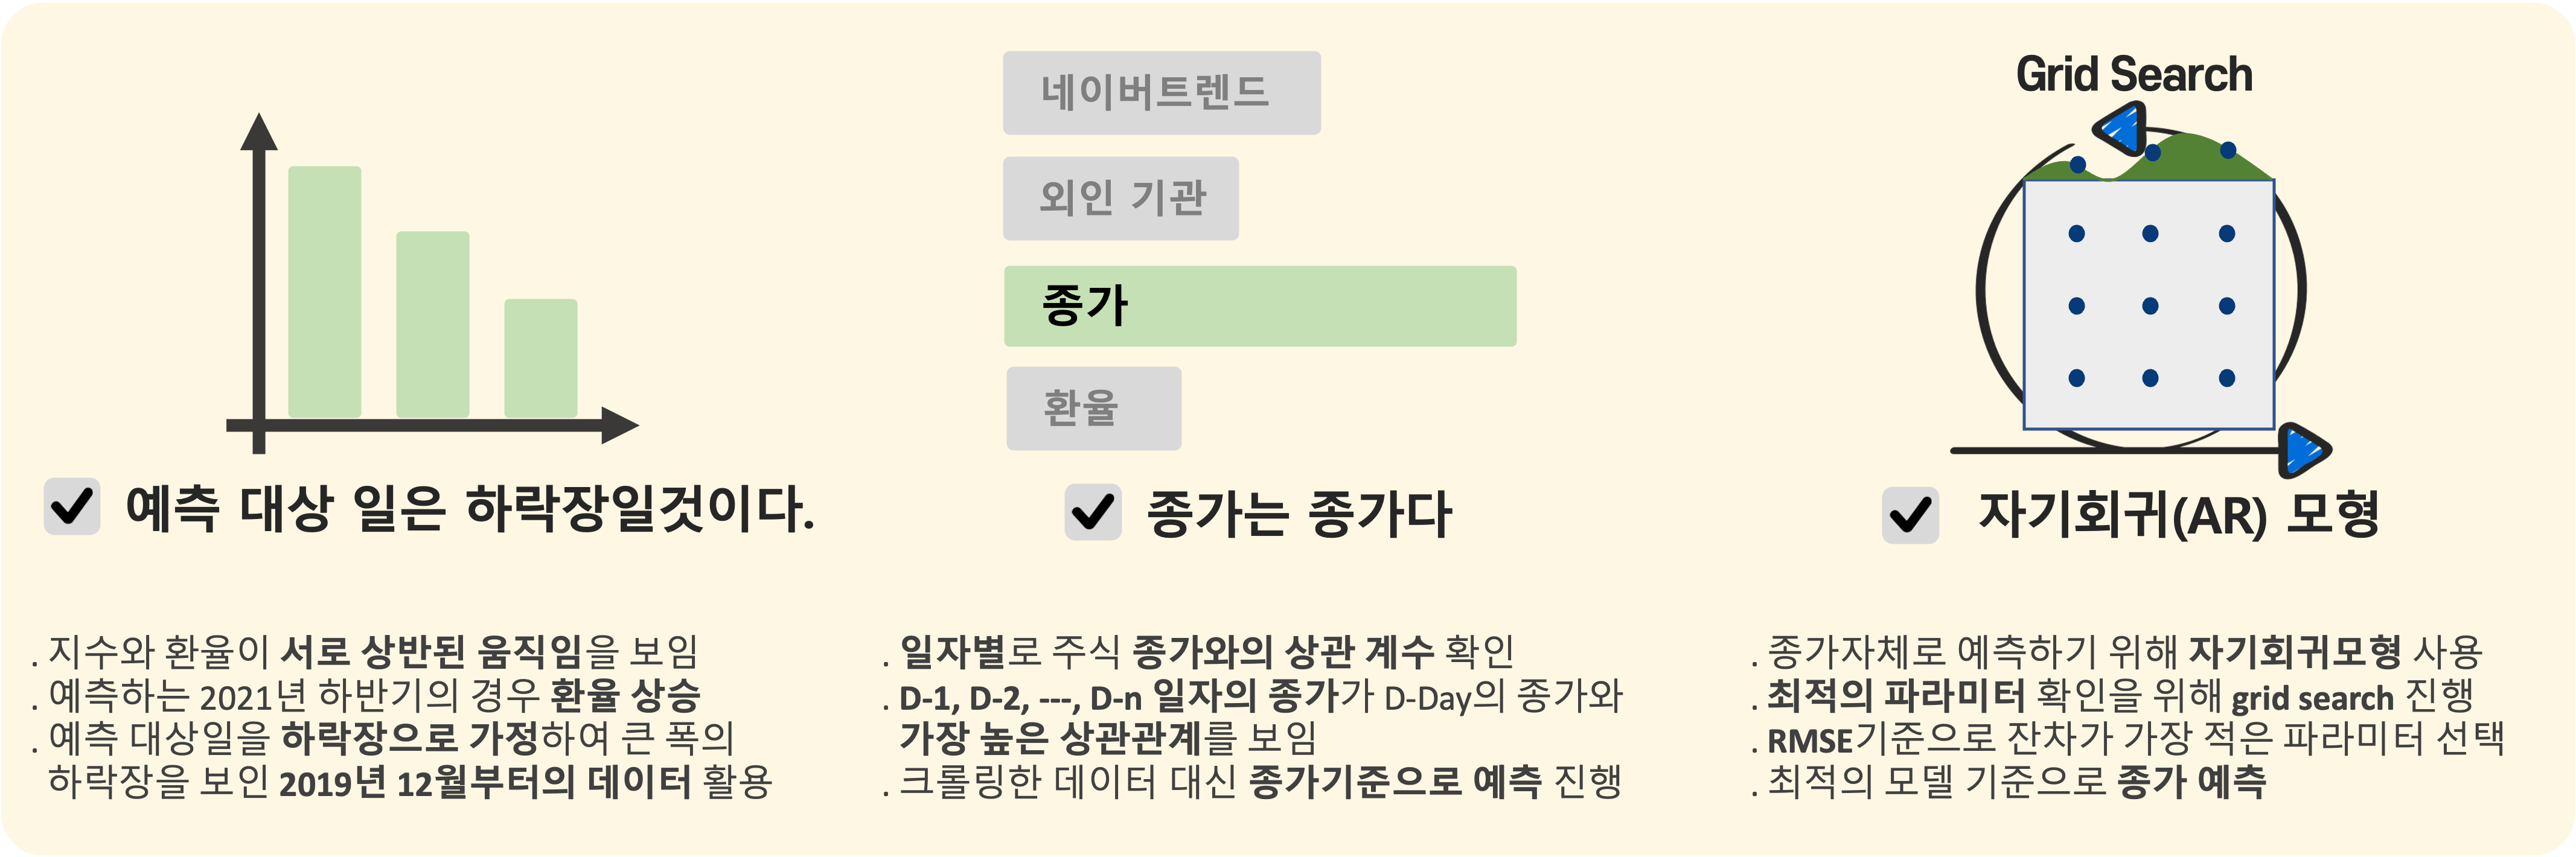 네이버트렌드
외인 기관
종가
환율
Grid Search
예측 대상 일은 하락장일것이다.
. 지수와 환율이 서로 상반된 움직임을 보임
. 예측하는 2021년 하반기의 경우 환율 상승
. 예측 대상일을 하락장으로 가정하여 큰 폭의
하락장을 보인 2019년 12월부터의 데이터 활용
종가는 종가다
. 일자별로 주식 종가와의 상관 계수 확인
. D-1, D-2, ---, D-n 일자의 종가가 D-Day의 종가와
가장 높은 상관관계를 보임
. 크롤링한 데이터 대신 종가기준으로 예측 진행
자기회귀(AR) 모형
. 종가자체로 예측하기 위해 자기회귀모형 사용
. 최적의 파라미터 확인을 위해 grid search 진행
. RMSE기준으로 잔차가 가장 적은 파라미터 선택
. 최적의 모델 기준으로 종가 예측